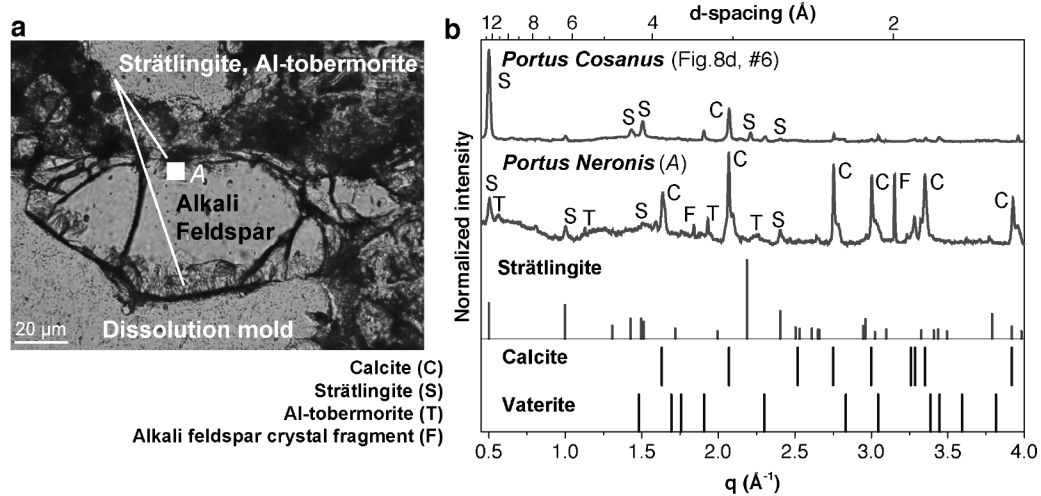 a
Strätlingite, Al-tobermorite
A
Alkali
Feldspar
Dissolution mold
20 µm
Calcite (C)
Strätlingite (S)
Al-tobermorite (T)
Alkali feldspar crystal fragment (F)
b
d-spacing (Å)
12 8 6 4 2
Portus Cosanus (Fig.8d, #6)
S
S S C S S
Portus Neronis (A)
S T S T S C F T C T S C C F C
Normalized intensity
Strätlingite
Calcite
Vaterite
0.5 1.0 1.5 2.0 2.5 3.0 3.5 4.0
q (Å⁻¹)